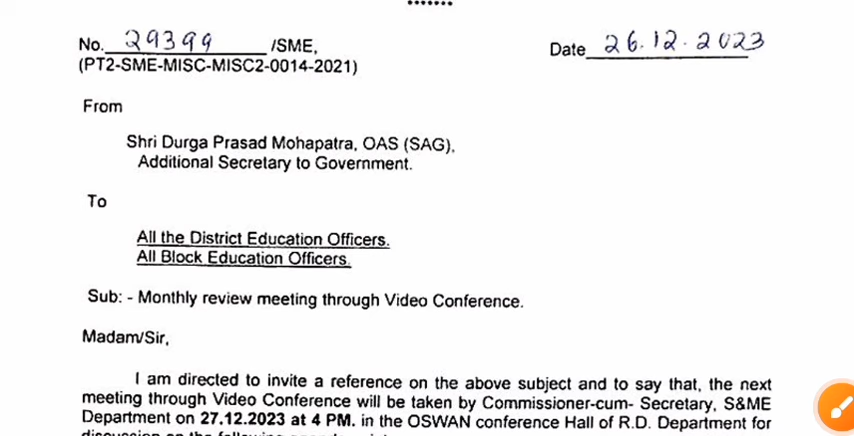 No. 29399 /SME, Date 26.12.2023
(PT2-SME-MISC-MISC2-0014-2021)
From
Shri Durga Prasad Mohapatra, OAS (SAG),
Additional Secretary to Government.
To
All the District Education Officers.
All Block Education Officers.
Sub: - Monthly review meeting through Video Conference.
Madam/Sir,
I am directed to invite a reference on the above subject and to say that, the next
meeting through Video Conference will be taken by Commissioner-cum- Secretary, S&ME
Department on 27.12.2023 at 4 PM. in the OSWAN conference Hall of R.D. Department for